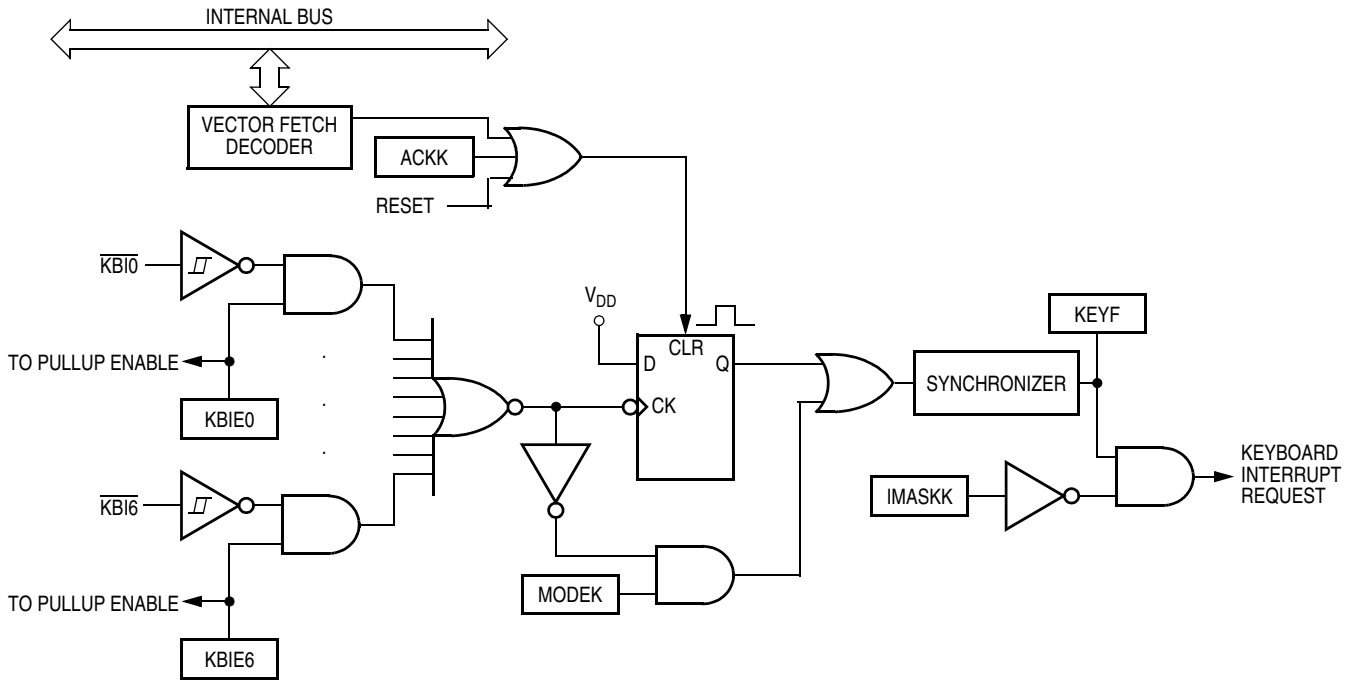 INTERNAL BUS
VECTOR FETCH
DECODER
ACKK
RESET
KBI0
VDD
KEYF
CLR
D
Q
TO PULLUP ENABLE
SYNCHRONIZER
CK
KBIE0
KEYBOARD
INTERRUPT
REQUEST
KBI6
IMASKK
MODEK
TO PULLUP ENABLE
KBIE6